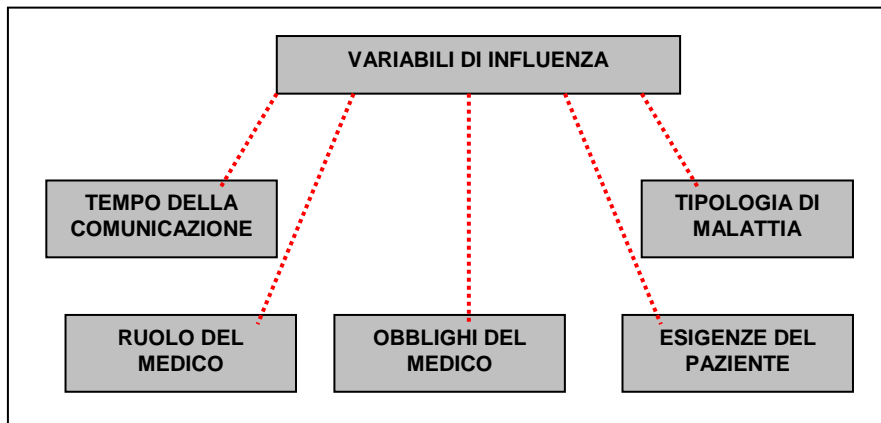 VARIABILI DI INFLUENZA
TEMPO DELLA
COMUNICAZIONE
TIPOLOGIA DI
MALATTIA
RUOLO DEL
MEDICO
OBBLIGHI DEL
MEDICO
ESIGENZE DEL
PAZIENTE